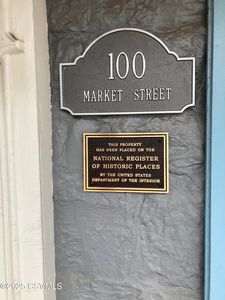 100
MARKET STREET
THIS PROPERTY
HAS BEEN PLACED ON THE
NATIONAL REGISTER
OF HISTORIC PLACES
BY THE UNITED STATES
DEPARTMENT OF THE INTERIOR
©2025 CSVMLS